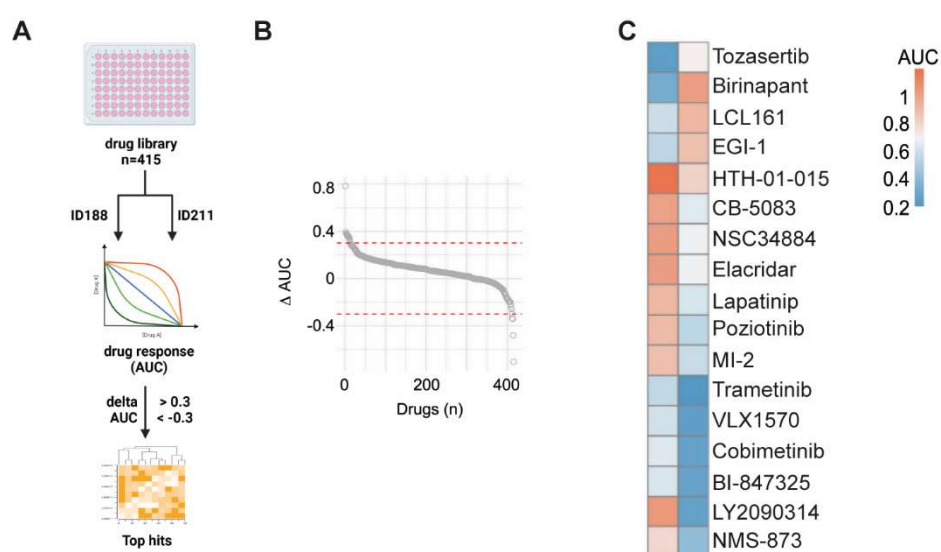 A
drug library
n=415
ID188
ID211
[Drug A]
drug response
(AUC)
delta
AUC
> 0.3
< -0.3
Top hits
B
0.8
0.4
0
-0.4
Δ AUC
0
200
400
Drugs (n)
C
Tozasertib
Birinapant
LCL161
EGI-1
HTH-01-015
CB-5083
NSC34884
Elacridar
Lapatinip
Poziotinib
MI-2
Trametinib
VLX1570
Cobimetinib
BI-847325
LY2090314
NMS-873
AUC
1
0.8
0.6
0.4
0.2